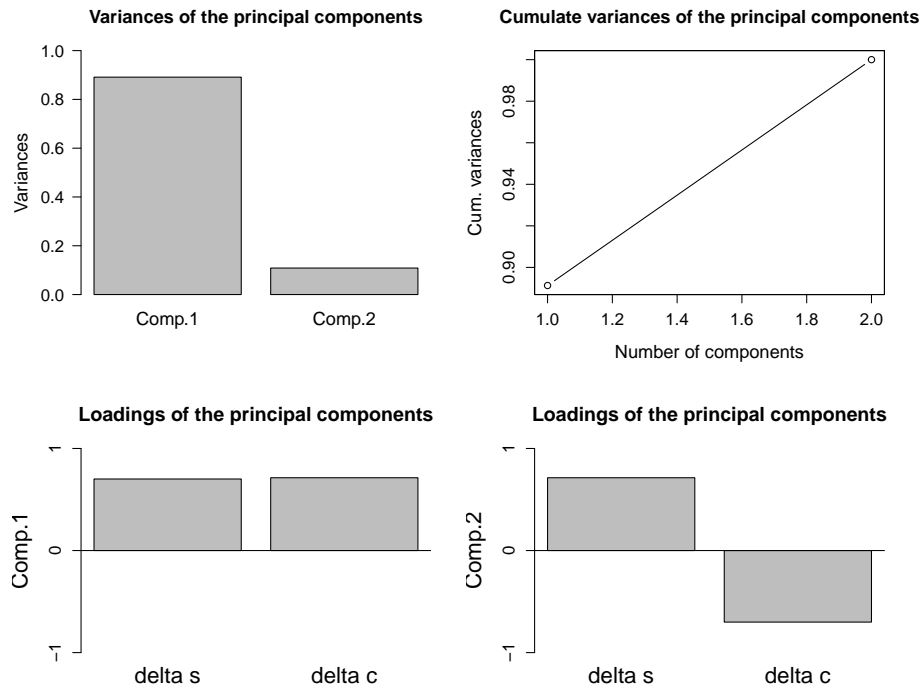 Variances of the principal components
Variances
1.0
0.8
0.6
0.4
0.2
0.0
Comp.1 Comp.2
Cumulate variances of the principal components
Cum. variances
0.98
0.94
0.90
1.0 1.2 1.4 1.6 1.8 2.0
Number of components
Loadings of the principal components
Comp.1
1
0
−1
delta s delta c
Loadings of the principal components
Comp.2
1
0
−1
delta s delta c